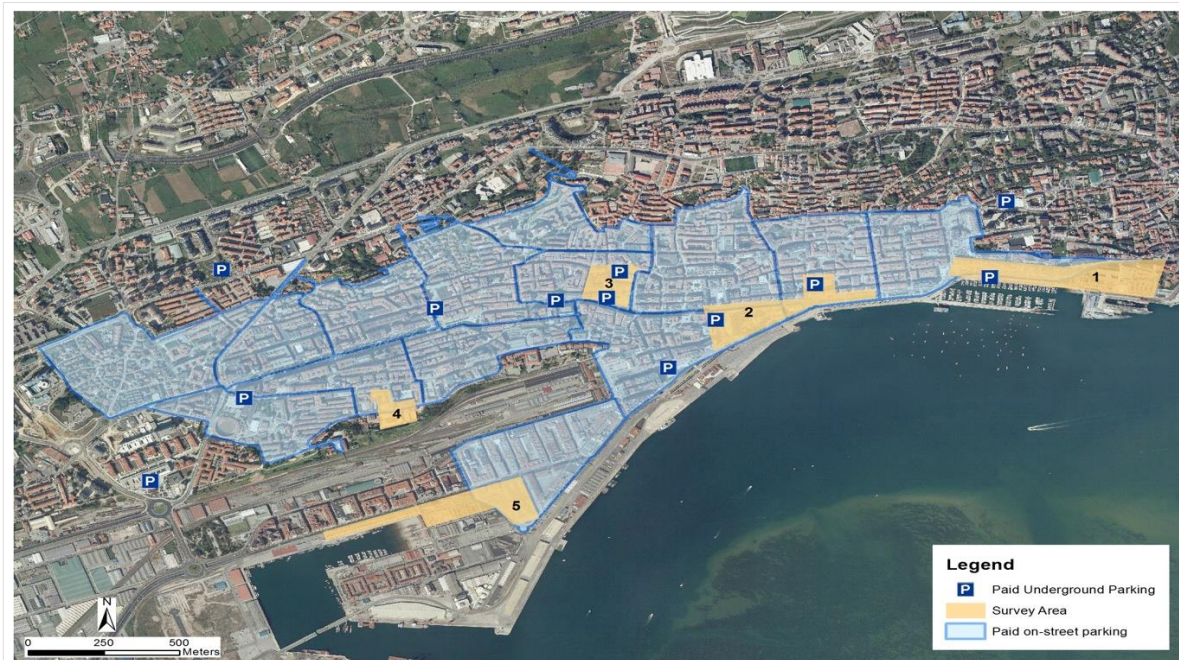 P
P
P
3
P
1
P
P
P
P
2
P
P
4
P
P
5
Legend
P Paid Underground Parking
Survey Area
Paid on-street parking
N
0 250 500
Meters